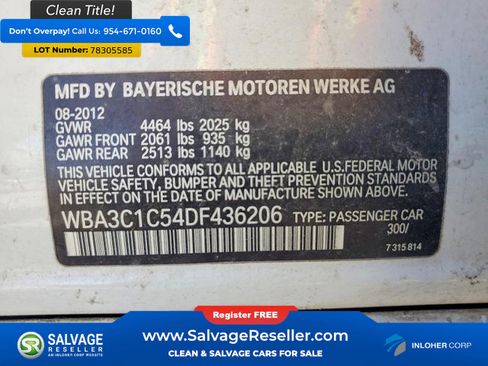 Clean Title!
Don't Overpay! Call Us: 954-671-0160
LOT Number 78305585
MFD BY BAYERISCHE MOTOREN WERKE AG
08-2012
GVWR 4464 lbs 2025 kg
GAWR FRONT 2061 lbs 935 kg
GAWR REAR 2513 lbs 1140 kg
THIS VEHICLE CONFORMS TO ALL APPLICABLE U.S.FEDERAL MOTOR
VEHICLE SAFETY, BUMPER AND THEFT PREVENTION STANDARDS
IN EFFECT ON THE DATE OF MANUFACTURE SHOWN ABOVE.
WBA3C1C54DF436206 TYPE: PASSENGER CAR
300/
7 315 814
Register FREE
www.SalvageReseller.com
CLEAN & SALVAGE CARS FOR SALE
SALVAGE
RESELLER
AN INLOHER CORP WEBSITE
INLOHER CORP